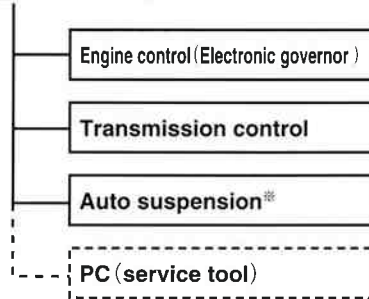 Engine control（Electronic governor）
Transmission control
Auto suspension※
PC（service tool）